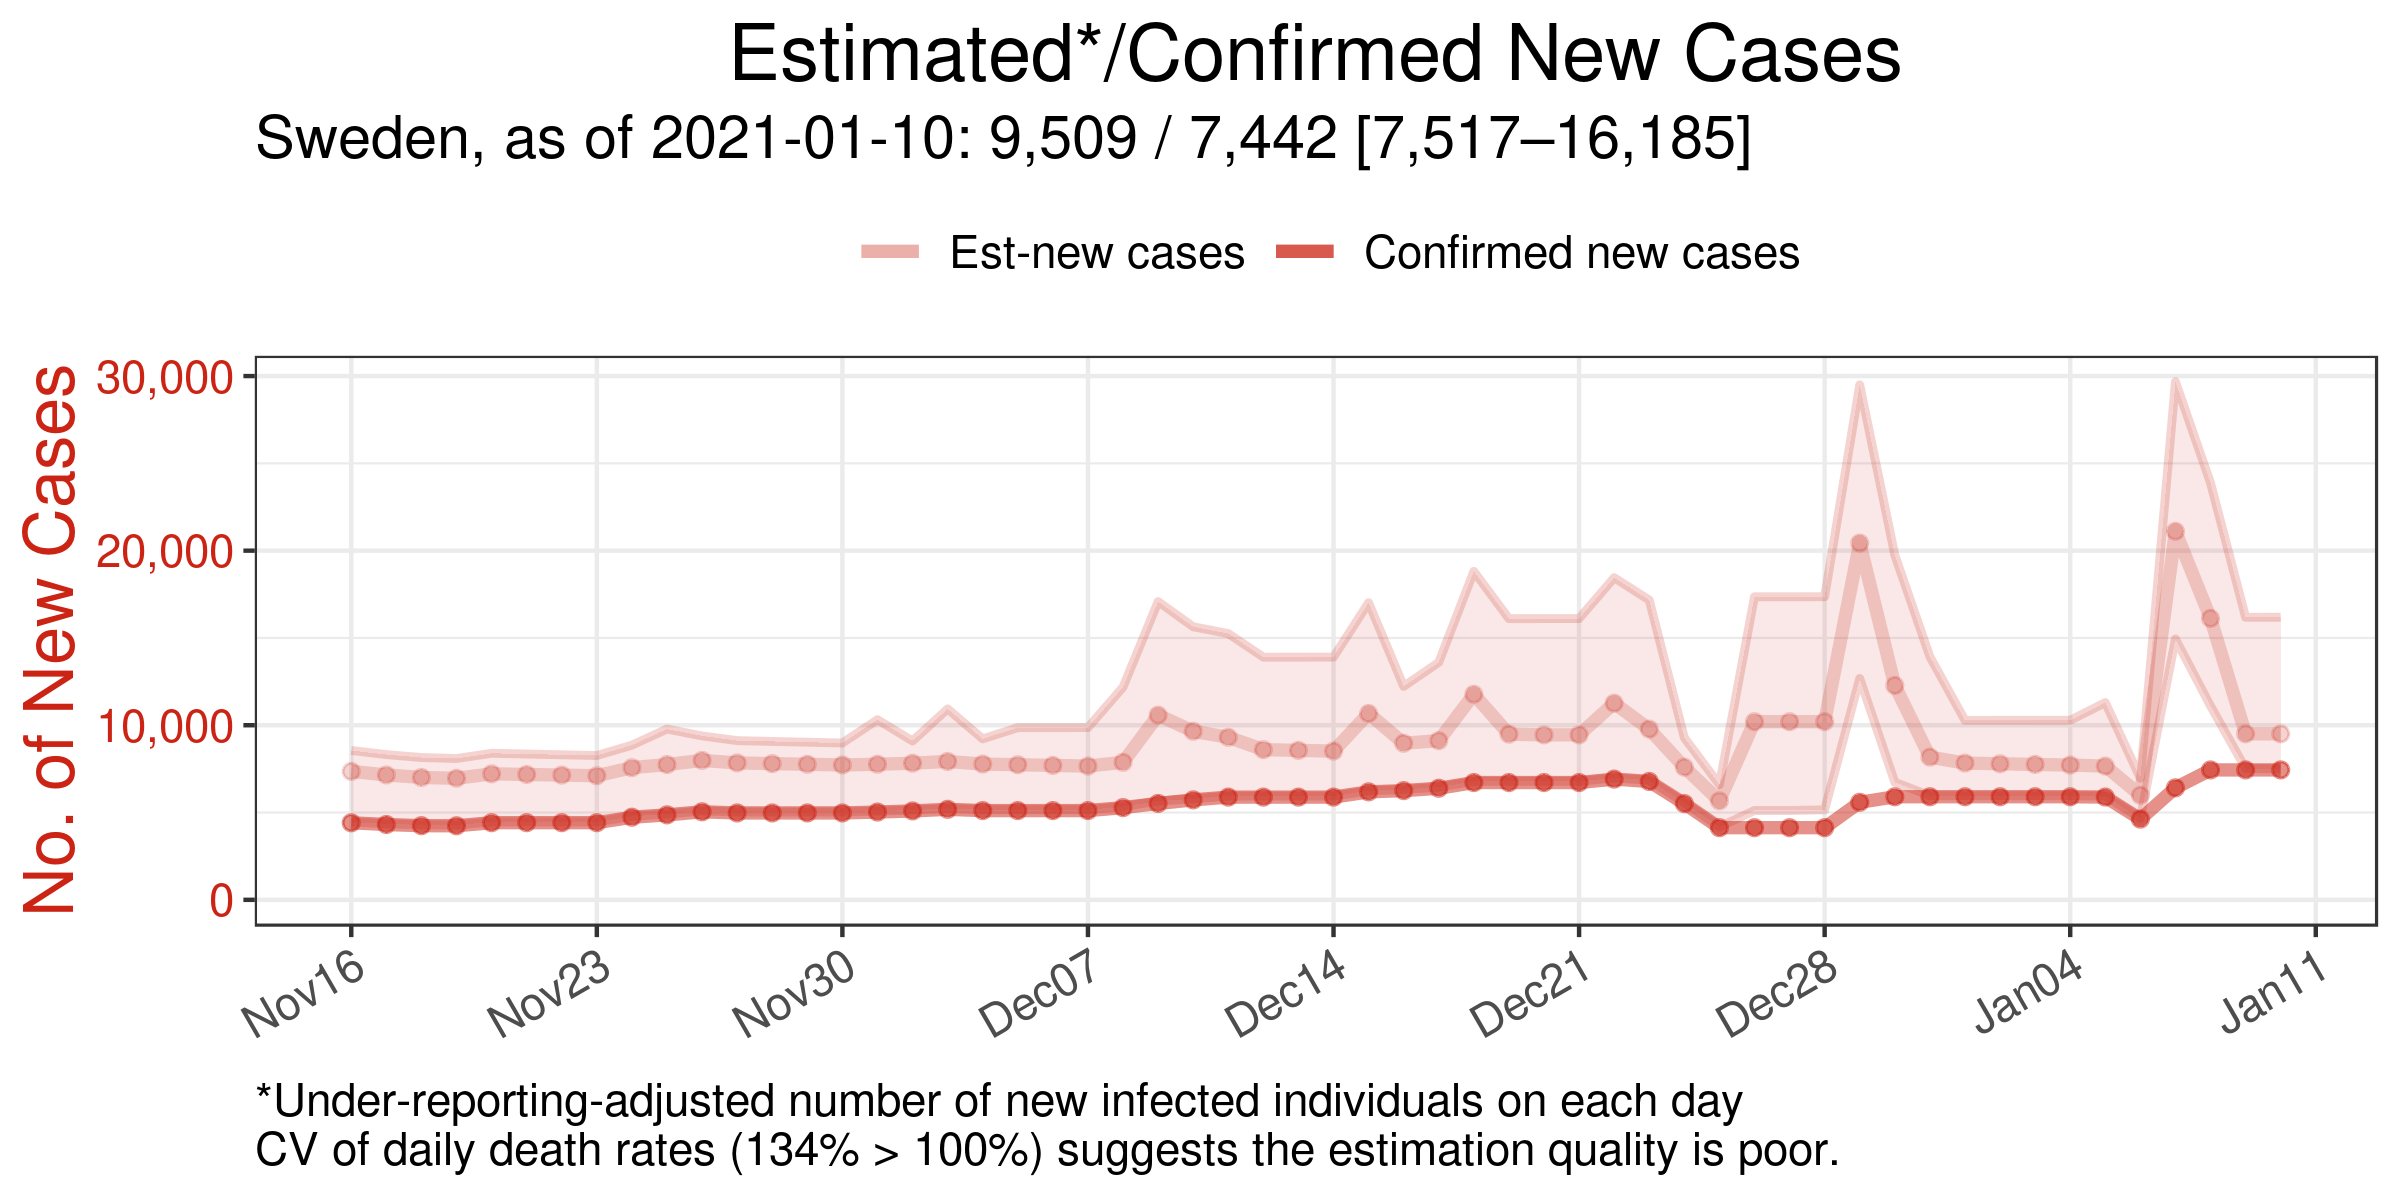 Estimated*/Confirmed New Cases
Sweden, as of 2021-01-10: 9,509 / 7,442 [7,517–16,185]
Est-new cases
Confirmed new cases
No. of New Cases
30,000
20,000
10,000
0
Nov16
Nov23
Nov30
Dec07
Dec14
Dec21
Dec28
Jan04
Jan11
*Under-reporting-adjusted number of new infected individuals on each day
CV of daily death rates (134% > 100%) suggests the estimation quality is poor.